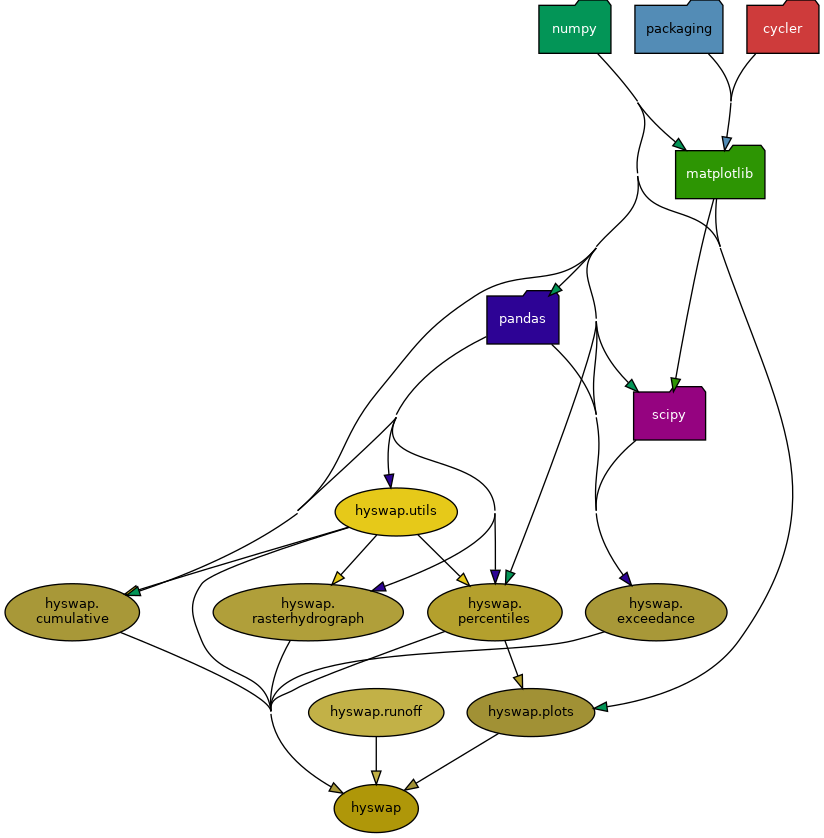 numpy
packaging
cycler
matplotlib
pandas
scipy
hyswap.utils
hyswap.
cumulative
hyswap.
rasterhydrograph
hyswap.
percentiles
hyswap.
exceedance
hyswap.runoff
hyswap.plots
hyswap